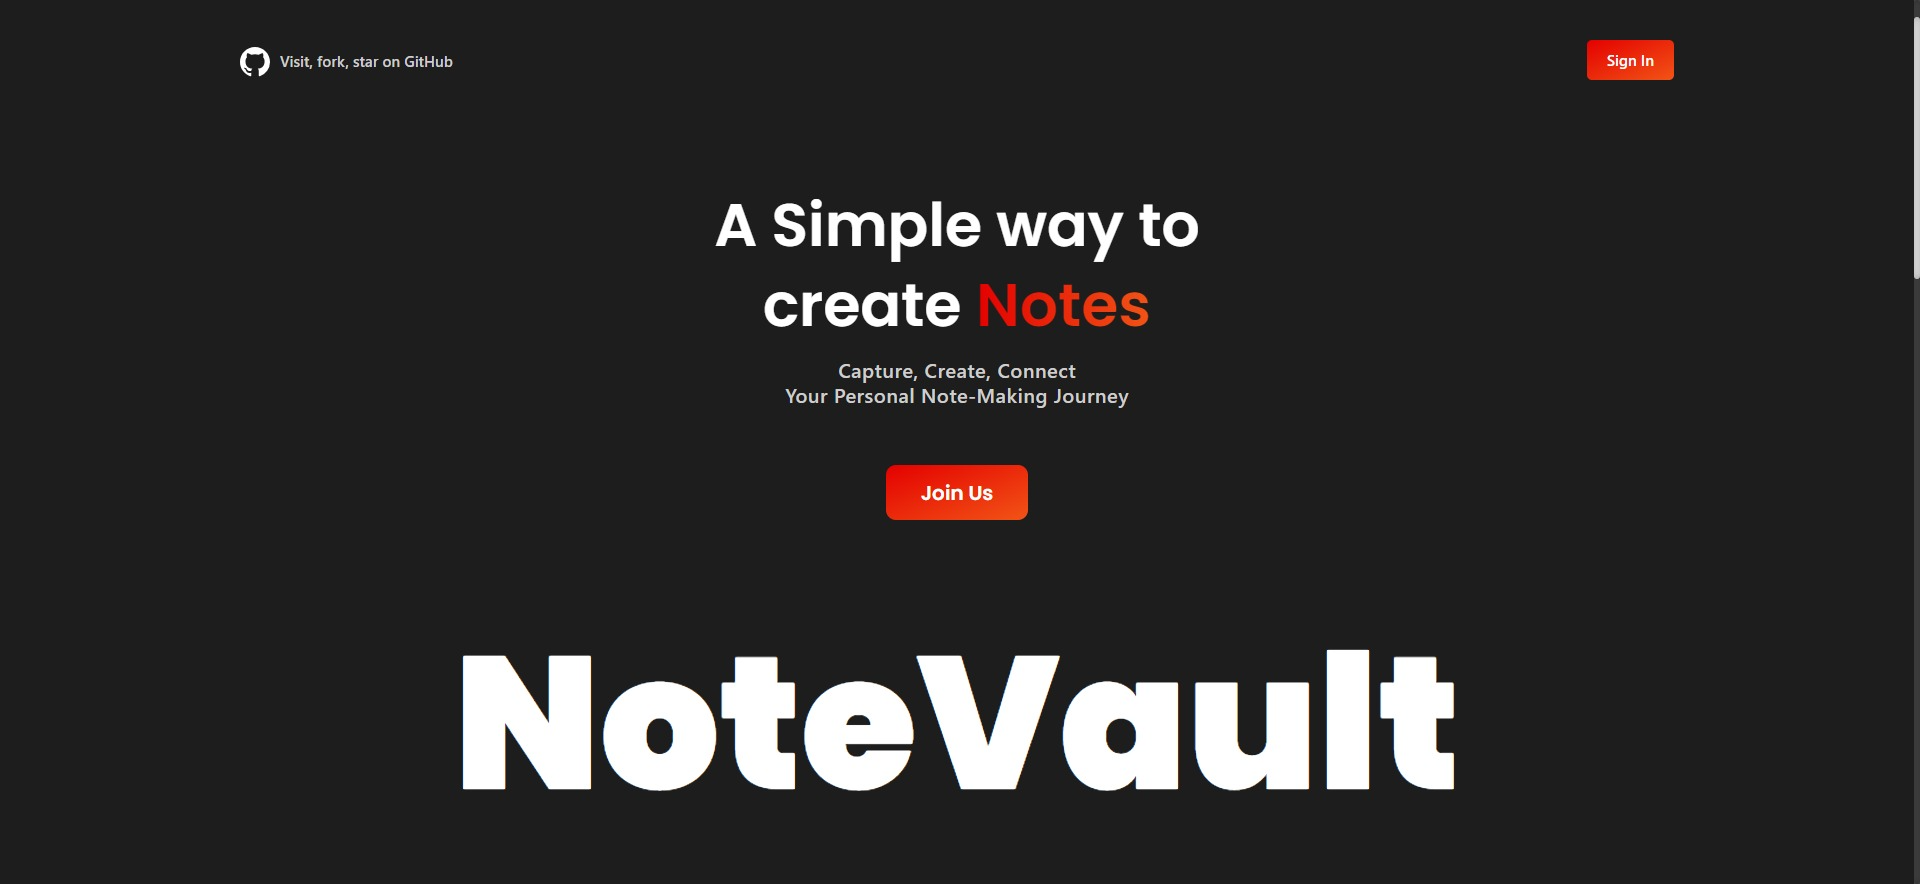 Visit, fork, star on GitHub
Sign In
A Simple way to
create Notes
Capture, Create, Connect
Your Personal Note-Making Journey
Join Us
NoteVault